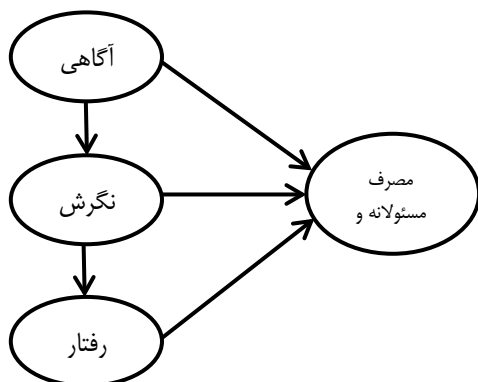 آگاهی
نگرش
رفتار
مصرف
مسئولانه و